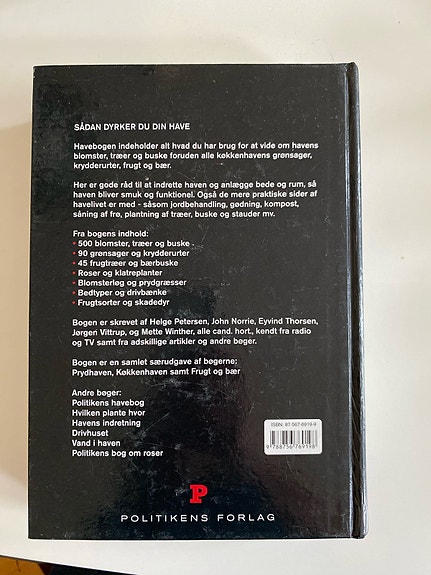 SÅDAN DYRKER DU DIN HAVE
Havebogen indeholder alt hvad du har brug for at vide om havens
blomster, træer og buske foruden alle køkkenhavens grønsager,
krydderurter, frugt og bær.
Her er gode råd til at indrette haven og anlægge bede og rum, så
haven bliver smuk og funktionel. Også de mere praktiske sider af
havelivet er med - såsom jordbehandling, gødning, kompost,
såning af frø, plantning af træer, buske og stauder mv.
Fra bogens indhold:
• 500 blomster, træer og buske
• 90 grønsager og krydderurter
• 45 frugttræer og bærbuske
• Roser og klatreplanter
• Blomsterløg og prydgræsser
• Bedtyper og drivbænke
• Frugtsorter og skadedyr
Bogen er skrevet af Helge Petersen, John Norrie, Eyvind Thorsen,
Jørgen Vittrup, og Mette Winther, alle cand. hort., kendt fra radio
og TV samt fra adskillige artikler og andre bøger.
Bogen er en samlet særudgave af bøgerne:
Prydhaven, Køkkenhaven samt Frugt og bær
Andre bøger:
Politikens havebog
Hvilken plante hvor
Havens indretning
Drivhuset
Vand i haven
Politikens bog om roser
ISBN: 87-567-6919-9
9 788756 769198
P
POLITIKENS FORLAG